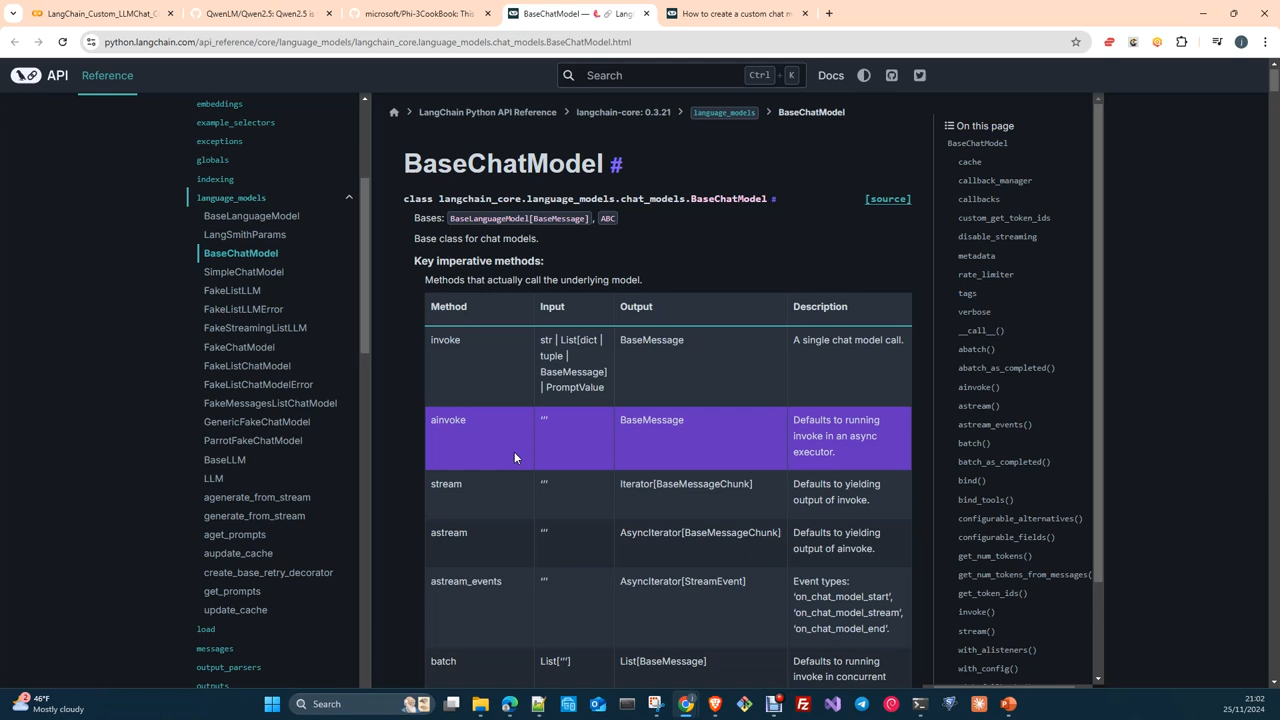 LangChain_Custom_LLMChat_C
QwenLM/Qwen2.5: Qwen2.5 is t
microsoft/Phi-3CookBook: This
BaseChatModel — 🦜🔗 Lang
How to create a custom chat m
python.langchain.com/api_reference/core/language_models/langchain_core.language_models.chat_models.BaseChatModel.html
API
Reference
Search
Ctrl + K
Docs
embeddings
example_selectors
exceptions
globals
indexing
language_models
BaseLanguageModel
LangSmithParams
BaseChatModel
SimpleChatModel
FakeListLLM
FakeListLLMError
FakeStreamingListLLM
FakeChatModel
FakeListChatModel
FakeListChatModelError
FakeMessagesListChatModel
GenericFakeChatModel
ParrotFakeChatModel
BaseLLM
LLM
agenerate_from_stream
generate_from_stream
aget_prompts
aupdate_cache
create_base_retry_decorator
get_prompts
update_cache
load
messages
output_parsers
outputs
LangChain Python API Reference > langchain-core: 0.3.21 > language_models > BaseChatModel
BaseChatModel #
class langchain_core.language_models.chat_models.BaseChatModel #
[source]
Bases: BaseLanguageModel[BaseMessage], ABC
Base class for chat models.
Key imperative methods:
Methods that actually call the underlying model.
Method Input Output Description
invoke
str | List[dict |
tuple |
BaseMessage]
| PromptValue
BaseMessage
A single chat model call.
ainvoke
‘’’
BaseMessage
Defaults to running
invoke in an async
executor.
stream
‘’’
Iterator[BaseMessageChunk]
Defaults to yielding
output of invoke.
astream
‘’’
AsyncIterator[BaseMessageChunk]
Defaults to yielding
output of ainvoke.
astream_events
‘’’
AsyncIterator[StreamEvent]
Event types:
‘on_chat_model_start’,
‘on_chat_model_stream’,
‘on_chat_model_end’.
batch
List[‘’’]
List[BaseMessage]
Defaults to running
invoke in concurrent
On this page
BaseChatModel
cache
callback_manager
callbacks
custom_get_token_ids
disable_streaming
metadata
rate_limiter
tags
verbose
__call__()
abatch()
abatch_as_completed()
ainvoke()
astream()
astream_events()
batch()
batch_as_completed()
bind()
bind_tools()
configurable_alternatives()
configurable_fields()
get_num_tokens()
get_num_tokens_from_messages(
get_token_ids()
invoke()
stream()
with_alisteners()
with_config()
2
46°F
Mostly cloudy
Search
21:02
25/11/2024